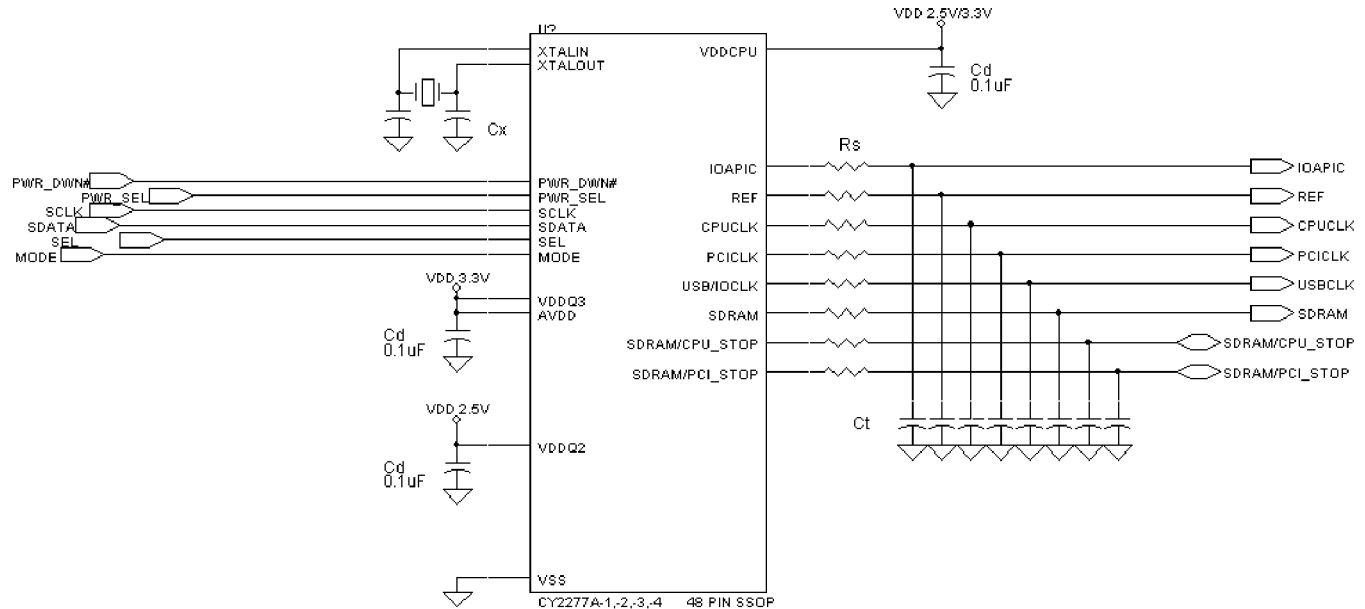 VDD 2.5V/3.3V
U?
XTALIN
XTALOUT
VDDCPU
Cd
0.1uF
Cx
Rs
IOAPIC
IOAPIC
PWR_DWN#
PWR_DWN#
PWR_SEL
PWR_SEL
REF
REF
SCLK
SCLK
SDATA
SDATA
CPUCLK
CPUCLK
SEL
SEL
MODE
MODE
PCICLK
PCICLK
VDD 3.3V
USB/IOCLK
USBCLK
VDDQ3
AVDD
SDRAM
SDRAM
Cd
0.1uF
SDRAM/CPU_STOP
SDRAM/CPU_STOP
SDRAM/PCI_STOP
SDRAM/PCI_STOP
VDD 2.5V
Ct
VDDQ2
Cd
0.1uF
VSS
CY2277A-1,-2,-3,-4 48 PIN SSOP